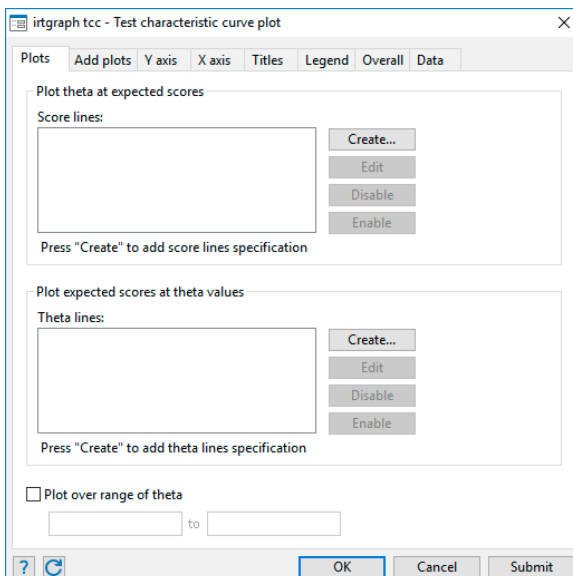 irtgraph tcc - Test characteristic curve plot
Plots Add plots Y axis X axis Titles Legend Overall Data
Plot theta at expected scores
Score lines:
Create...
Edit
Disable
Enable
Press "Create" to add score lines specification
Plot expected scores at theta values
Theta lines:
Create...
Edit
Disable
Enable
Press "Create" to add theta lines specification
Plot over range of theta
to
? OK Cancel Submit